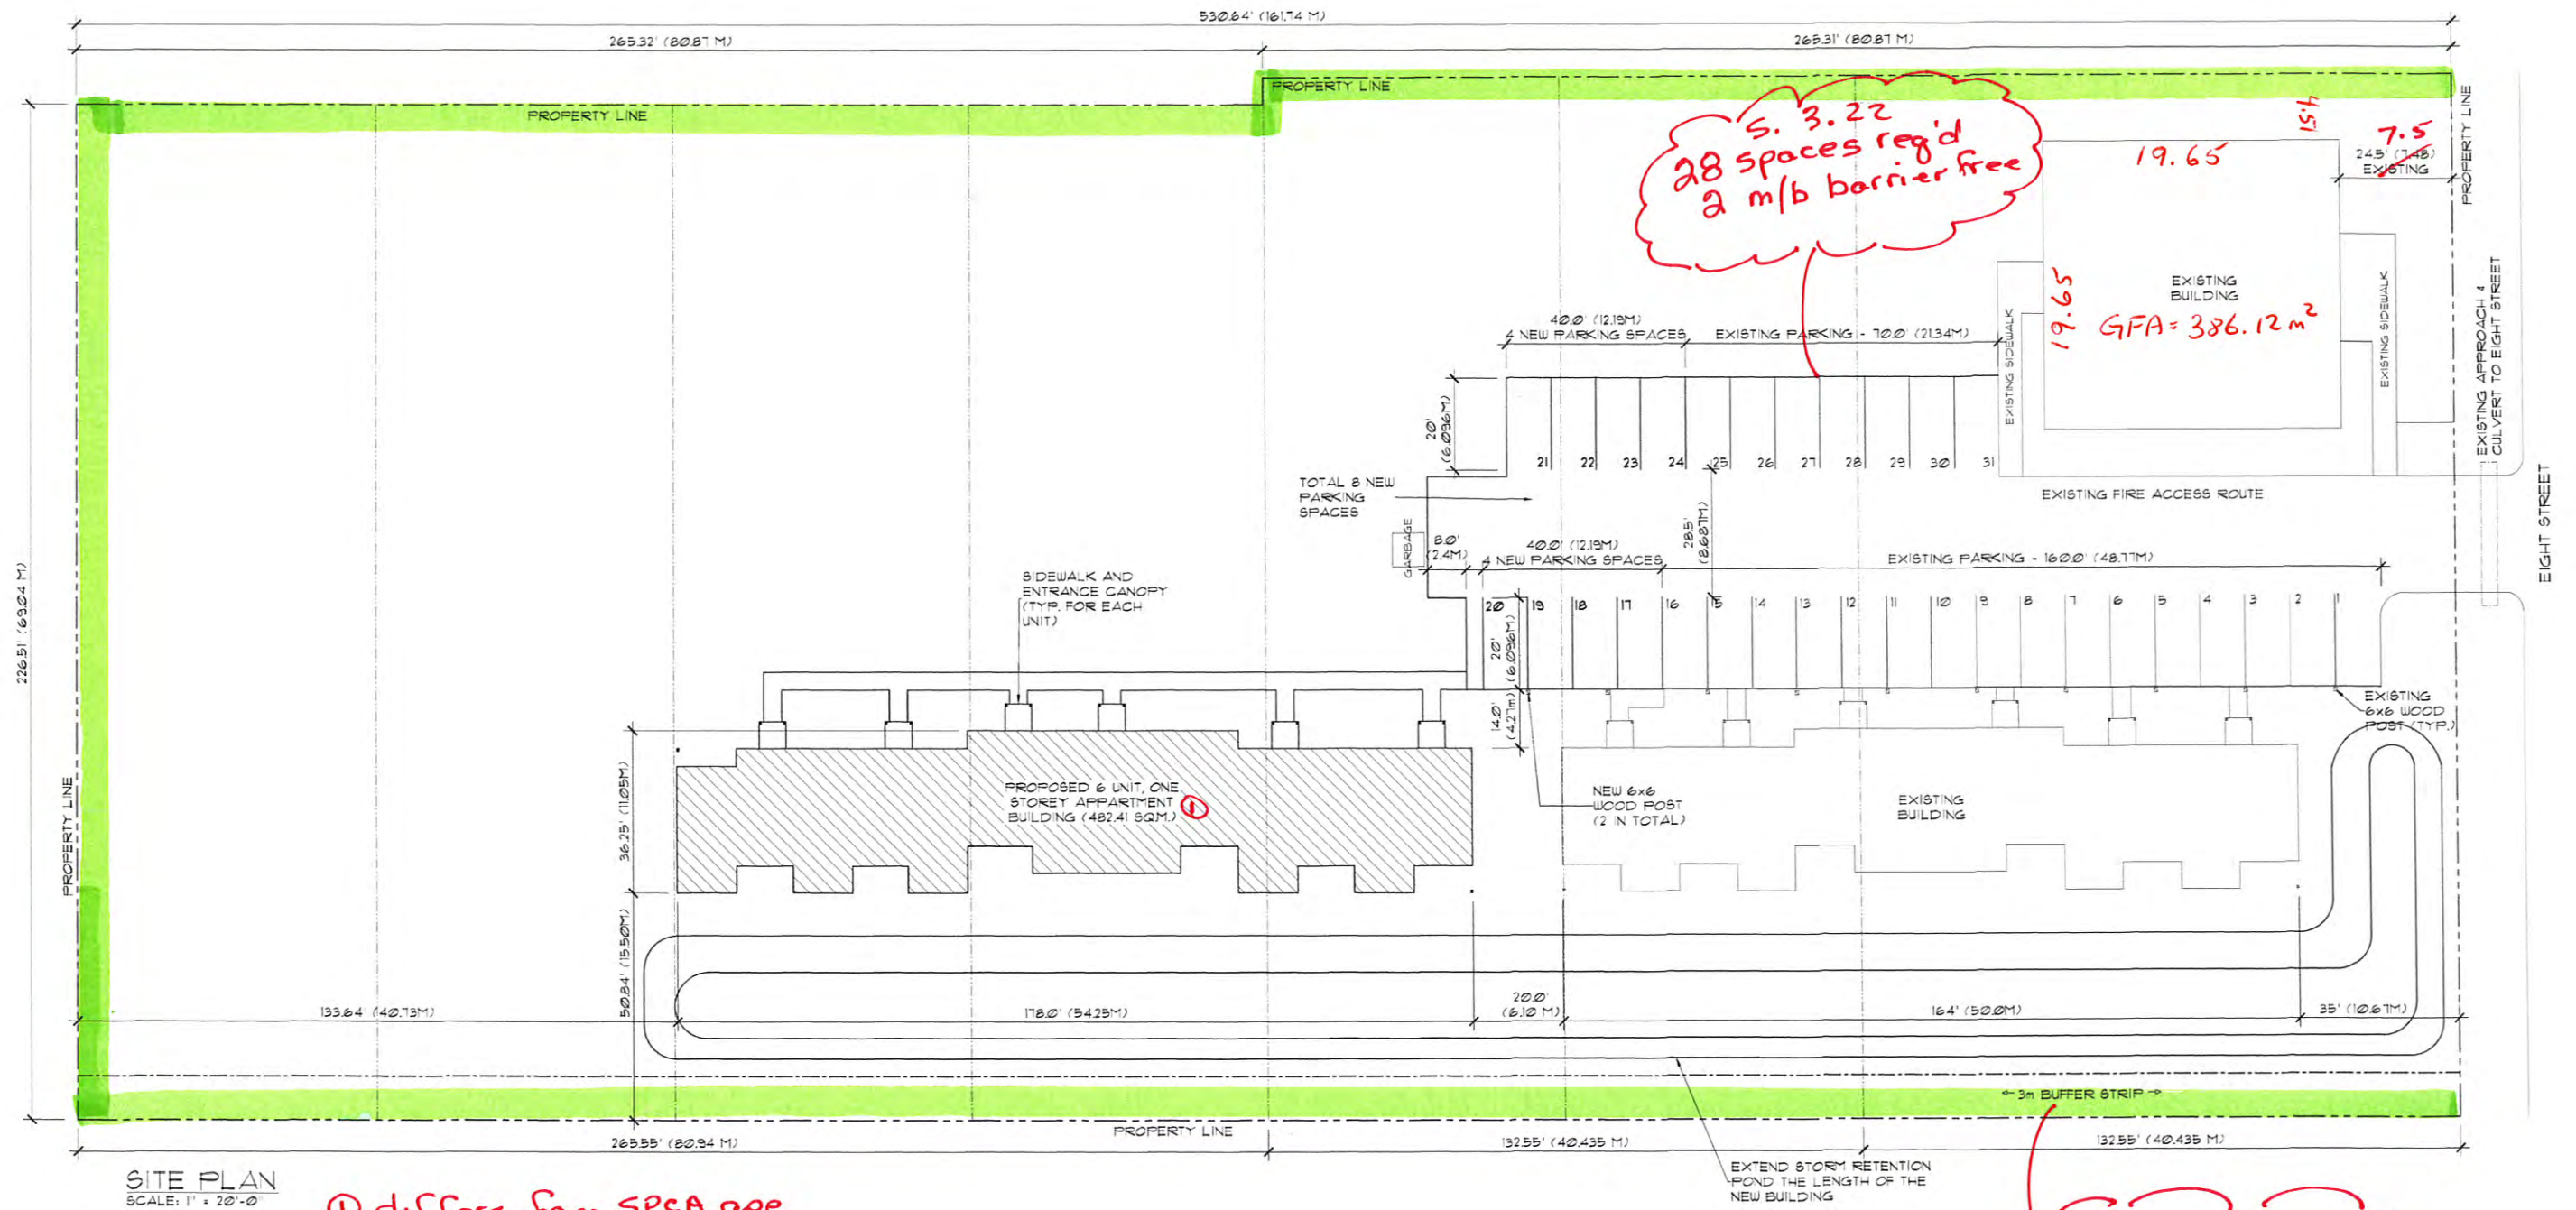 530.64' (161.74 M)
265.32' (80.87 M)
265.31' (80.87 M)
PROPERTY LINE
PROPERTY LINE
PROPERTY LINE
s. 3.22
28 spaces req'd
2 m/b barrier free
4.51
7.5
24.5' (7.48)
EXISTING
19.65
19.65
EXISTING
BUILDING
GFA = 386.12 m²
EXISTING SIDEWALK
EXISTING SIDEWALK
EXISTING APPROACH &
CULVERT TO EIGHT STREET
EIGHT STREET
40.0' (12.19M)
4 NEW PARKING SPACES
EXISTING PARKING - 70.0' (21.34M)
20'
(6.096M)
21 22 23 24 25 26 27 28 29 30 31
TOTAL 8 NEW
PARKING
SPACES
EXISTING FIRE ACCESS ROUTE
GARBAGE
8.0'
(2.4M)
40.0' (12.19M)
4 NEW PARKING SPACES
28.5'
(8.687M)
EXISTING PARKING - 160.0' (48.77M)
20 19 18 17 16 15 14 13 12 11 10 9 8 7 6 5 4 3 2 1
20'
(6.096M)
14.0'
(4.27m)
226.51' (69.04 M)
SIDEWALK AND
ENTRANCE CANOPY
(TYP. FOR EACH
UNIT)
EXISTING
6x6 WOOD
POST (TYP.)
PROPERTY LINE
36.25' (11.05M)
PROPOSED 6 UNIT, ONE
STOREY APPARTMENT
BUILDING (482.41 SQ.M.)
1
NEW 6x6
WOOD POST
(2 IN TOTAL)
EXISTING
BUILDING
50.84' (15.50M)
133.64' (40.73M)
178.0' (54.25M)
20.0'
(6.10 M)
164' (50.0M)
35' (10.67M)
3m BUFFER STRIP
PROPERTY LINE
265.55' (80.94 M)
132.55' (40.435 M)
132.55' (40.435 M)
EXTEND STORM RETENTION
POND THE LENGTH OF THE
NEW BUILDING
SITE PLAN
SCALE: 1" = 20'-0"
1 differs from SPCA app